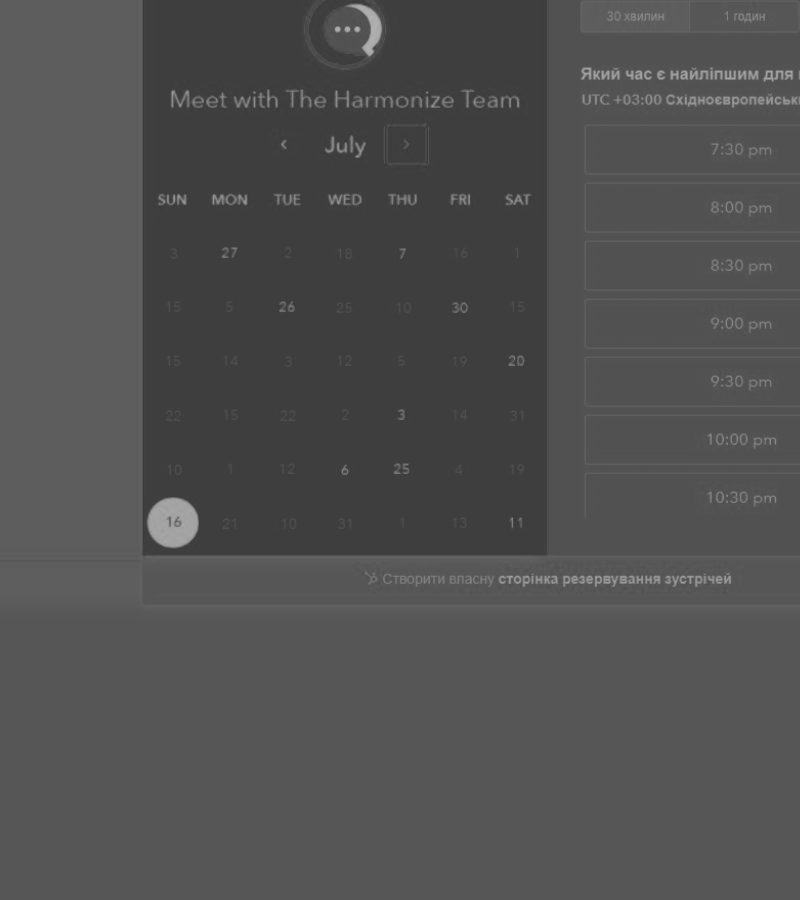 Meet with The Harmonize Team
July
SUN MON TUE WED THU FRI SAT
3 27 2 18 7 16 1
15 5 26 25 10 30 15
15 14 3 12 5 19 20
22 15 22 2 3 14 31
10 1 12 6 25 4 19
16 21 10 31 1 13 11
30 хвилин 1 годин
Який час є найліпшим для
UTC +03:00
7:30 pm
8:00 pm
8:30 pm
9:00 pm
9:30 pm
10:00 pm
10:30 pm
Створити власну сторінка резервування зустрічей